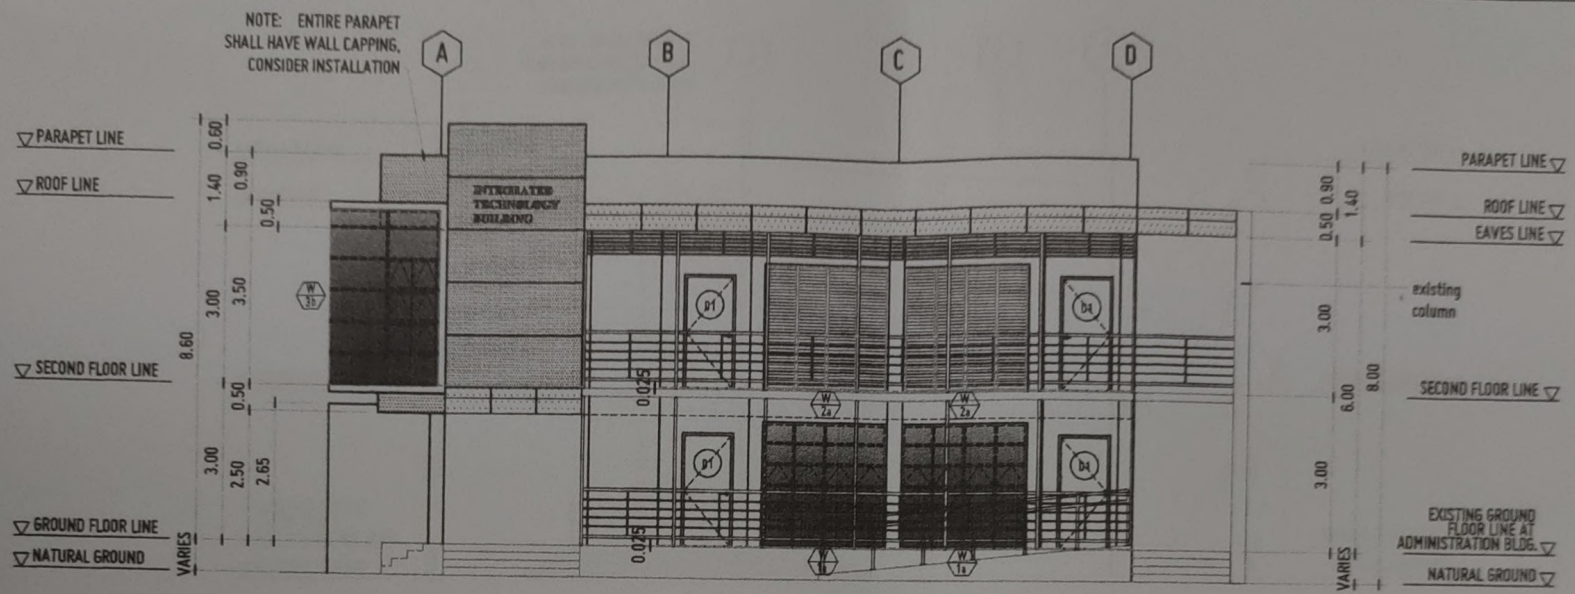 NOTE: ENTIRE PARAPET
SHALL HAVE WALL CAPPING,
CONSIDER INSTALLATION
A
B
C
D
PARAPET LINE
ROOF LINE
SECOND FLOOR LINE
GROUND FLOOR LINE
NATURAL GROUND
0.60
1.40
0.90
0.50
3.00
3.50
8.60
0.50
3.00
2.50
2.65
VARIES
INTEGRATED
TECHNOLOGY
BUILDING
W
3b
D1
D1
D1
D1
W
2a
W
2a
W
W
1a
0.025
0.025
0.90
0.50
1.40
3.00
6.00
8.00
3.00
VARIES
PARAPET LINE
ROOF LINE
EAVES LINE
existing
column
SECOND FLOOR LINE
EXISTING GROUND
FLOOR LINE AT
ADMINISTRATION BLDG.
NATURAL GROUND